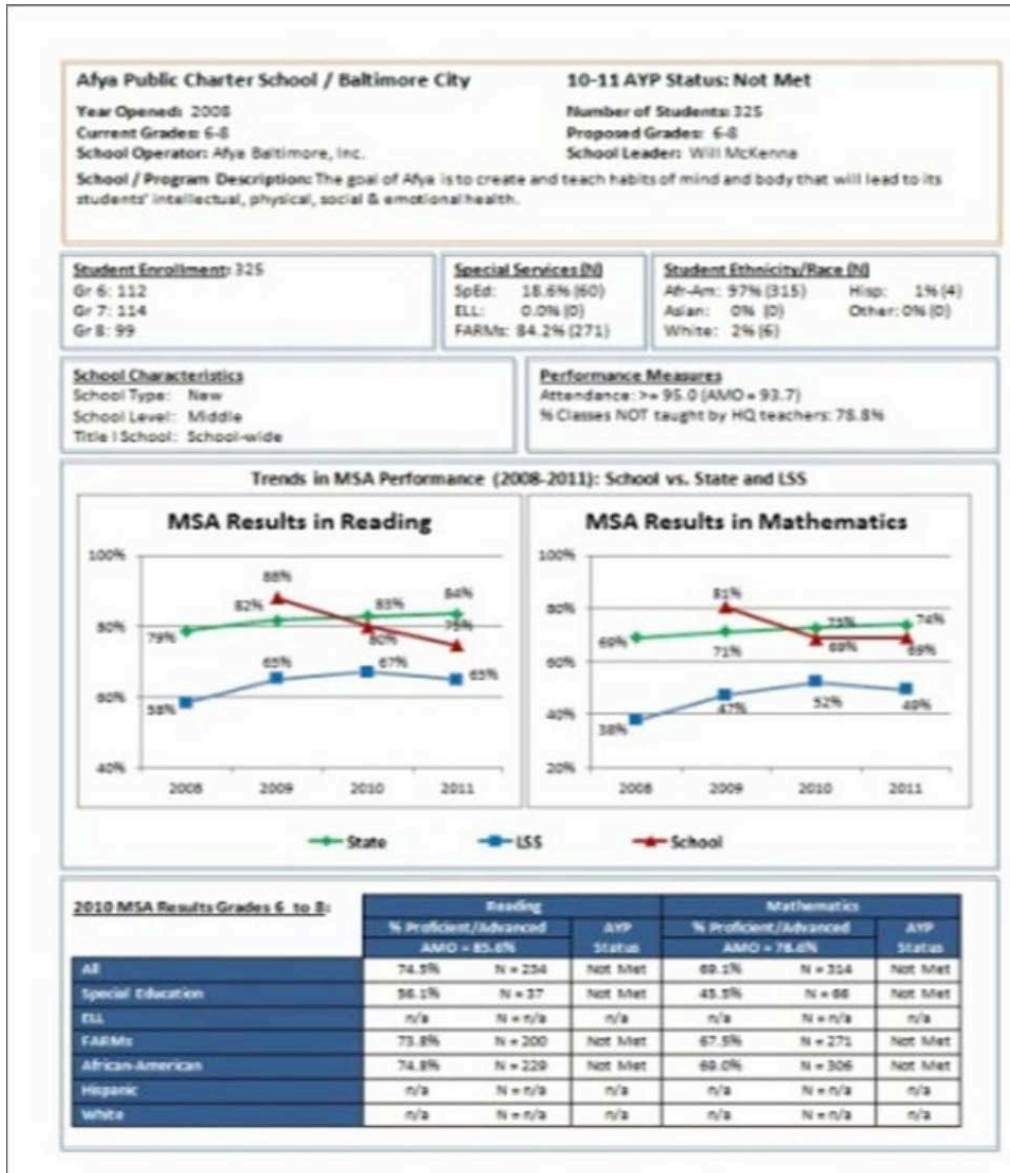 Afya Public Charter School / Baltimore City
10-11 AYP Status: Not Met
Year Opened: 2008
Number of Students: 325
Current Grades: 6-8
Proposed Grades: 6-8
School Operator: Afya Baltimore, Inc.
School Leader: Will McKenna
School / Program Description: The goal of Afya is to create and teach habits of mind and body that will lead to its
students' intellectual, physical, social & emotional health.
Student Enrollment: 325
Gr 6: 112
Gr 7: 114
Gr 8: 99
Special Services (N)
SpEd: 18.6% (60)
ELL: 0.0% (0)
FARMs: 84.2% (271)
Student Ethnicity/Race (N)
Afr-Am: 97% (315) Hisp: 1% (4)
Asian: 0% (0) Other: 0% (0)
White: 2% (6)
School Characteristics
School Type: New
School Level: Middle
Title I School: School-wide
Performance Measures
Attendance: >= 95.0 (AMO = 93.7)
% Classes NOT taught by HQ teachers: 78.8%
Trends in MSA Performance (2008-2011): School vs. State and LSS
MSA Results in Reading
100%
88%
84%
82%
83%
80%
79%
80%
75%
65%
67%
65%
60%
58%
40%
2008 2009 2010 2011
MSA Results in Mathematics
100%
81%
80%
73%
74%
69%
71%
69%
69%
60%
52%
49%
47%
40%
38%
20%
2008 2009 2010 2011
State LSS School
2010 MSA Results Grades 6 to 8:
Reading Mathematics
% Proficient/Advanced AYP % Proficient/Advanced AYP
AMO = 85.6% Status AMO = 78.6% Status
All 74.5% N = 234 Not Met 69.1% N = 314 Not Met
Special Education 56.1% N = 37 Not Met 45.5% N = 66 Not Met
ELL n/a N = n/a n/a n/a N = n/a n/a
FARMs 73.8% N = 200 Not Met 67.5% N = 271 Not Met
African-American 74.8% N = 229 Not Met 69.0% N = 306 Not Met
Hispanic n/a N = n/a n/a n/a N = n/a n/a
White n/a N = n/a n/a n/a N = n/a n/a